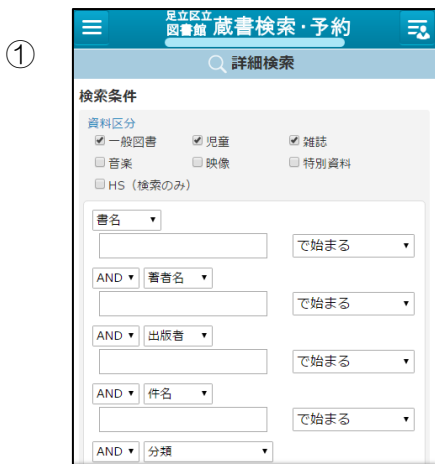 ①
足立区立
図書館 蔵書検索・予約
詳細検索
検索条件
資料区分
一般図書 児童 雑誌
音楽 映像 特別資料
HS（検索のみ）
書名
で始まる
AND 著者名
で始まる
AND 出版者
で始まる
AND 件名
で始まる
AND 分類